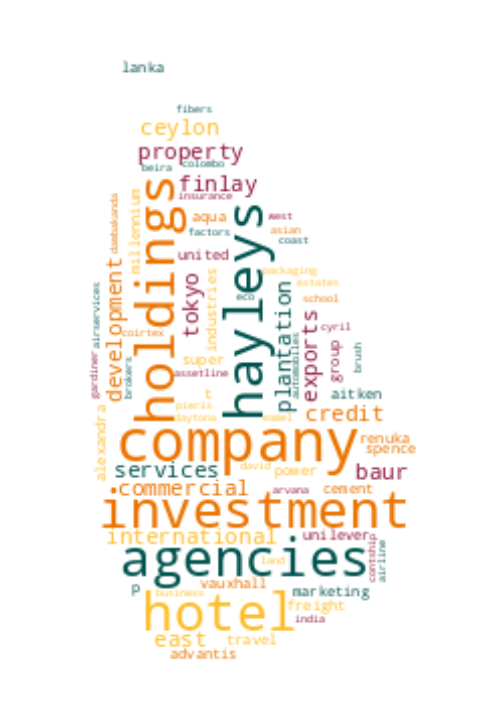 lanka
fibers
ceylon
property
beira
colombo
finlay
insurance
holdings
hayleys
millennium
dambakanda
aqua
west
factors
asian
coast
united
development
airservices
tokyo
industries
packaging
estates
eco
school
plantation
automobiles
exports
cyril
group
brush
coirtex
gardiner
brokers
super
assetline
aitken
t
pieris
daytona
eamel
credit
alexandra
company
renuka
spence
services
david
power
baur
commercial
arvana
cement
investment
international
unilever
contship
airline
agencies
land
vauxhall
p
business
marketing
hotel
freight
india
east
travel
advantis